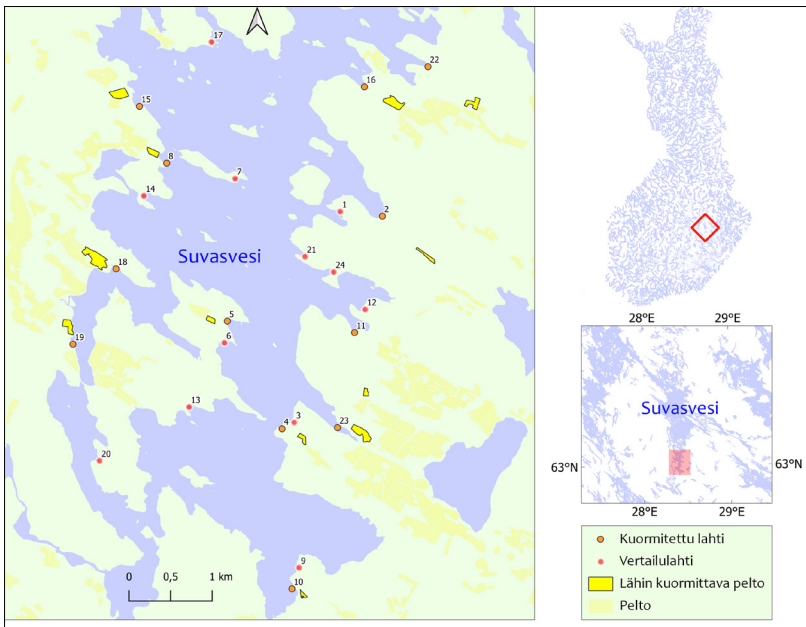 17
22
16
15
8
7
14
1
2
Suvasvesi
21
24
18
12
5
11
6
19
13
3
4
23
20
9
10
0 0,5 1 km
28°E 29°E
Suvasvesi
63°N 63°N
28°E 29°E
Kuormitettu lahti
Vertailulahti
Lähin kuormittava pelto
Pelto